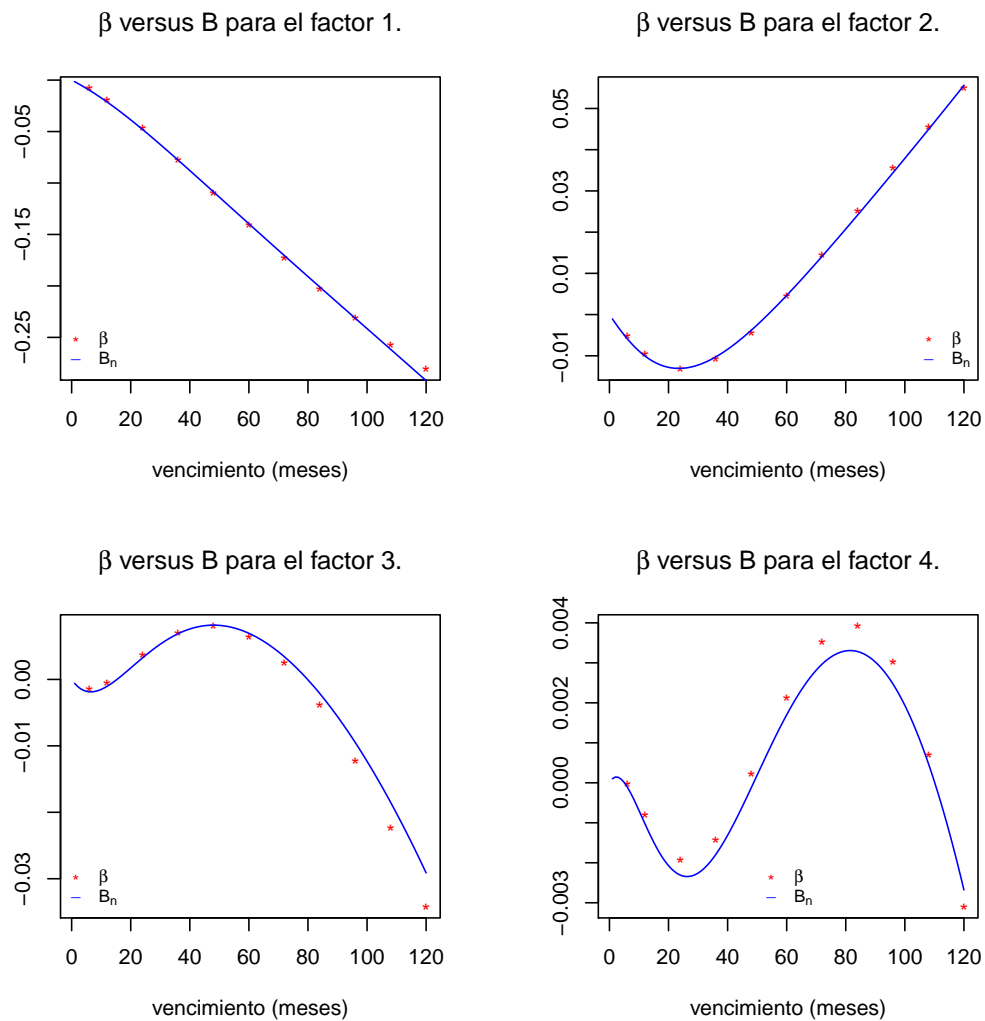 β versus B para el factor 1.
−0.05
−0.15
−0.25
* β
– Bn
0 20 40 60 80 100 120
vencimiento (meses)
β versus B para el factor 2.
0.05
0.03
0.01
−0.01
* β
– Bn
0 20 40 60 80 100 120
vencimiento (meses)
β versus B para el factor 3.
0.00
−0.01
−0.03
* β
– Bn
0 20 40 60 80 100 120
vencimiento (meses)
β versus B para el factor 4.
0.004
0.002
0.000
−0.003
* β
– Bn
0 20 40 60 80 100 120
vencimiento (meses)